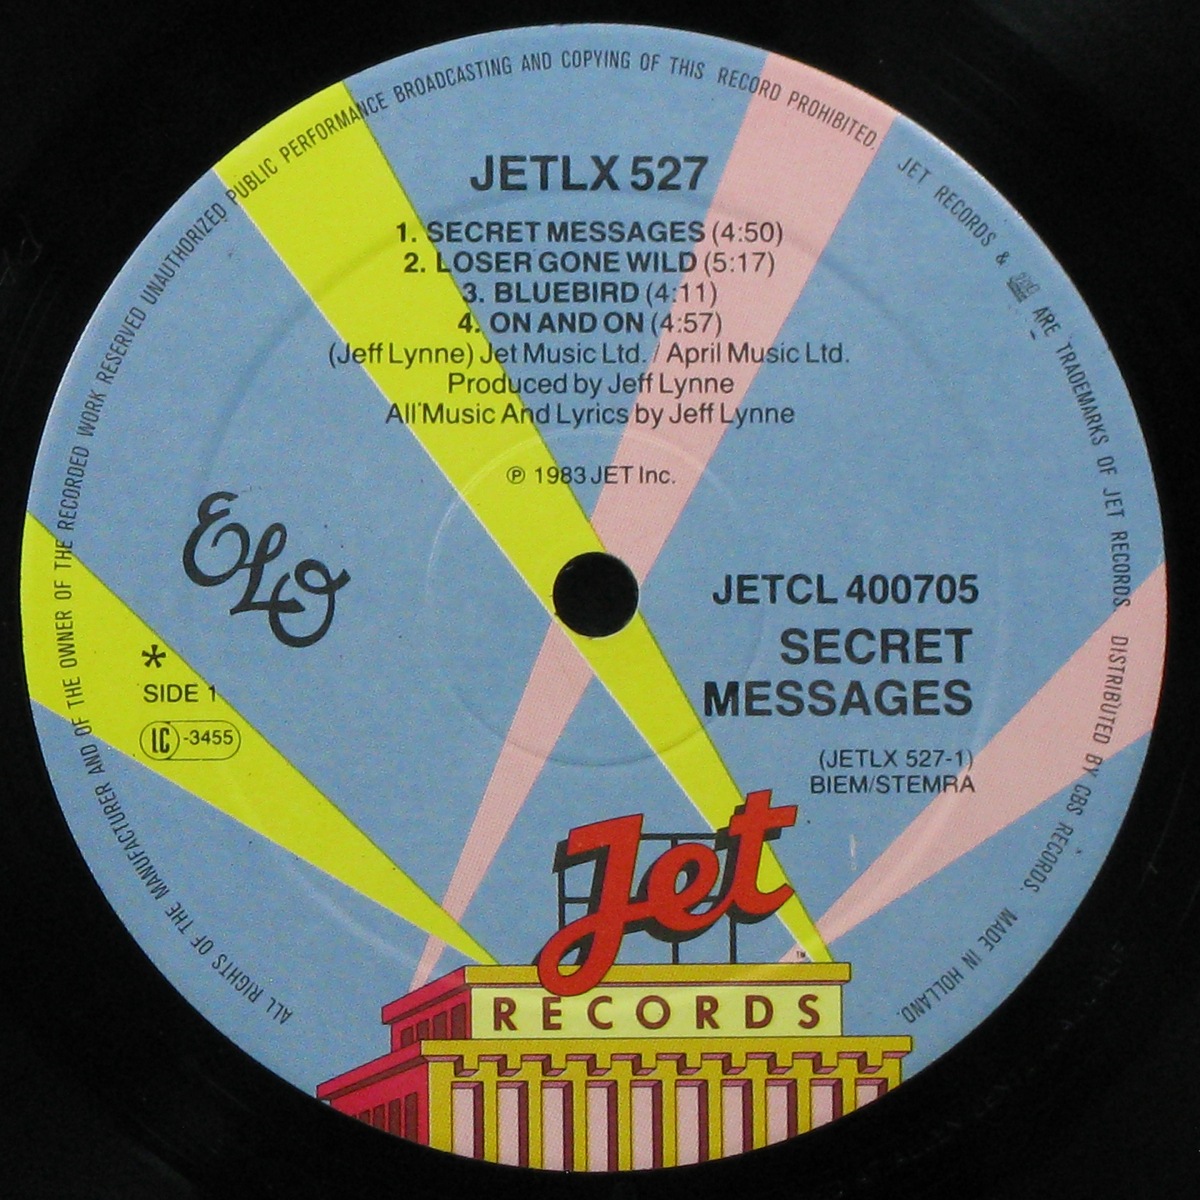 ALL RIGHTS OF THE MANUFACTURER AND OF THE OWNER OF THE RECORDED WORK RESERVED UNAUTHORIZED PUBLIC PERFORMANCE BROADCASTING AND COPYING OF THIS RECORD PROHIBITED.
JET RECORDS & ARE TRADEMARKS OF JET RECORDS DISTRIBUTED BY CBS RECORDS. MADE IN HOLLAND.
JETLX 527
1. SECRET MESSAGES (4:50)
2. LOSER GONE WILD (5:17)
3. BLUEBIRD (4:11)
4. ON AND ON (4:57)
(Jeff Lynne) Jet Music Ltd. / April Music Ltd.
Produced by Jeff Lynne
All Music And Lyrics by Jeff Lynne
℗ 1983 JET Inc.
ELO
*
SIDE 1
LC -3455
JETCL 400705
SECRET
MESSAGES
(JETLX 527-1)
BIEM/STEMRA
Jet
TM
RECORDS